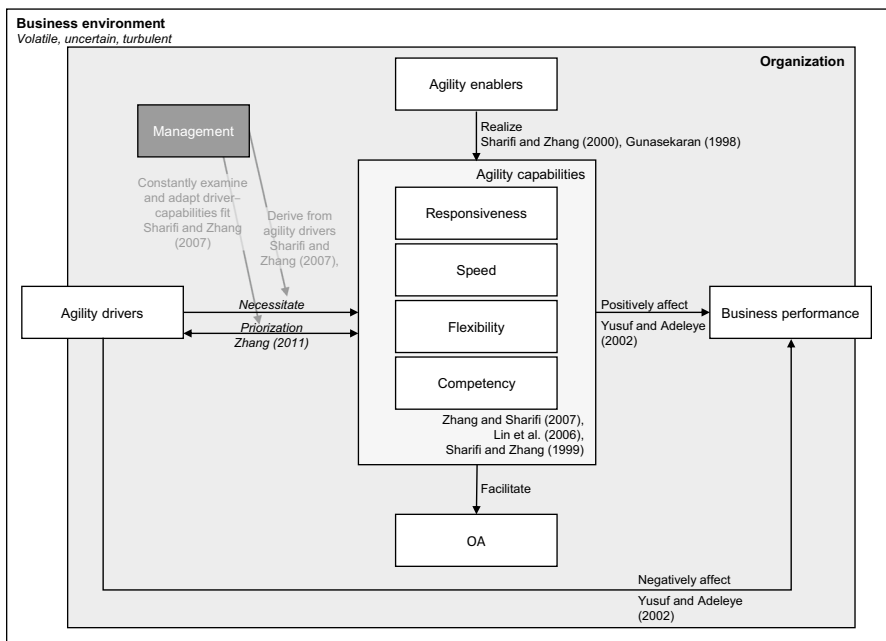 Business environment
Volatile, uncertain, turbulent
Organization
Agility enablers
Management
Realize
Sharifi and Zhang (2000), Gunasekaran (1998)
Constantly examine
and adapt driver–
capabilities fit
Sharifi and Zhang
(2007)
Derive from
agility drivers
Sharifi and
Zhang (2007),
Agility capabilities
Responsiveness
Speed
Flexibility
Competency
Zhang and Sharifi (2007),
Lin et al. (2006),
Sharifi and Zhang (1999)
Agility drivers
Necessitate
Priorization
Zhang (2011)
Positively affect
Yusuf and Adeleye
(2002)
Business performance
Facilitate
OA
Negatively affect
Yusuf and Adeleye
(2002)